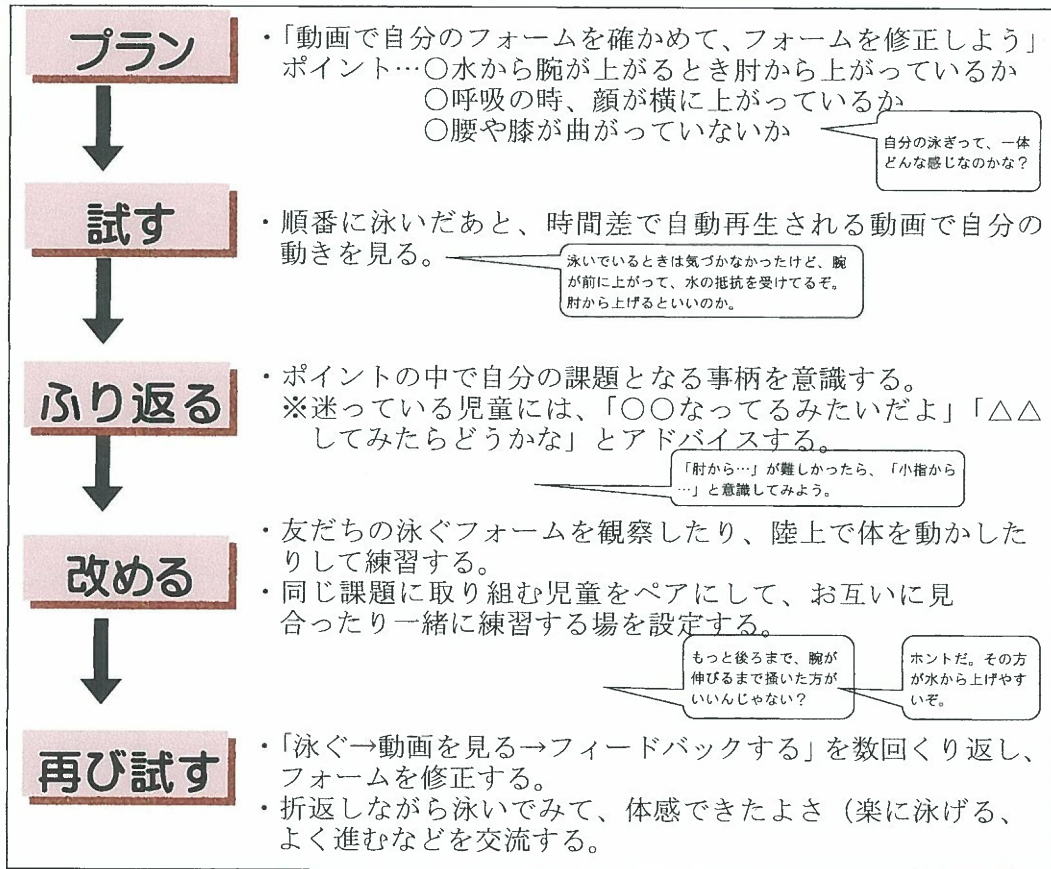 プラン
・「動画で自分のフォームを確かめて、フォームを修正しよう」
ポイント…○水から腕が上がるとき肘から上がっているか
○呼吸の時、顔が横に上がっているか
○腰や膝が曲がっていないか
自分の泳ぎって、一体
どんな感じなのかな？
試す
・順番に泳いだあと、時間差で自動再生される動画で自分の
動きを見る。
泳いでいるときは気づかなかったけど、腕
が前に上がって、水の抵抗を受けてるぞ。
肘から上げるといいのか。
ふり返る
・ポイントの中で自分の課題となる事柄を意識する。
※迷っている児童には、「○○なってるみたいだよ」「△△
してみたらどうかな」とアドバイスする。
「肘から…」が難しかったら、「小指から
…」と意識してみよう。
改める
・友だちの泳ぐフォームを観察したり、陸上で体を動かした
りして練習する。
・同じ課題に取り組む児童をペアにして、お互いに見
合ったり一緒に練習する場を設定する。
もっと後ろまで、腕が
伸びるまで掻いた方が
いいんじゃない？
ホントだ。その方
が水から上げやす
いぞ。
再び試す
・「泳ぐ→動画を見る→フィードバックする」を数回くり返し、
フォームを修正する。
・折返しながら泳いでみて、体感できたよさ（楽に泳げる、
よく進むなどを交流する。